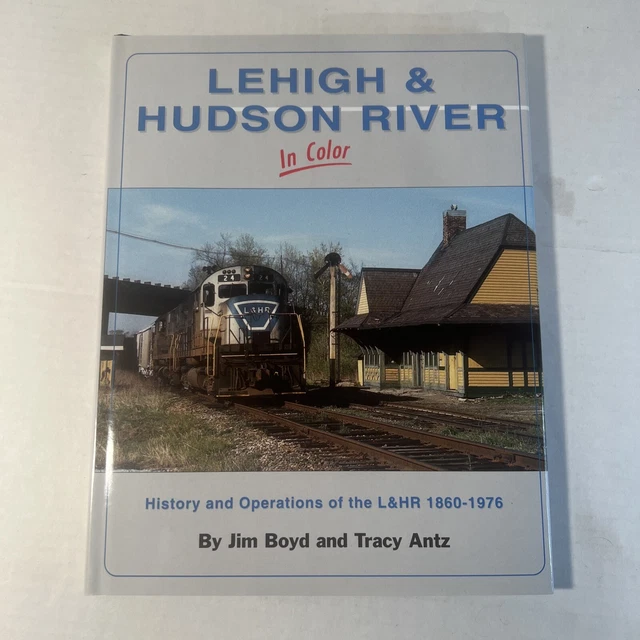 LEHIGH &
HUDSON RIVER
In Color
24
L&HR
History and Operations of the L&HR 1860-1976
By Jim Boyd and Tracy Antz